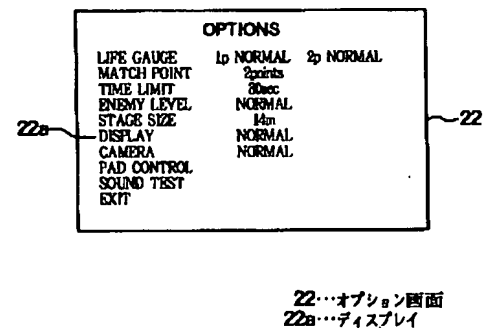 OPTIONS
LIFE GAUGE 1p NORMAL 2p NORMAL
MATCH POINT 2points
TIME LIMIT 30sec
ENEMY LEVEL NORMAL
STAGE SIZE 14m
22a DISPLAY NORMAL 22
CAMERA NORMAL
PAD CONTROL
SOUND TEST
EXIT
22…オプション画面
22a…ディスプレイ